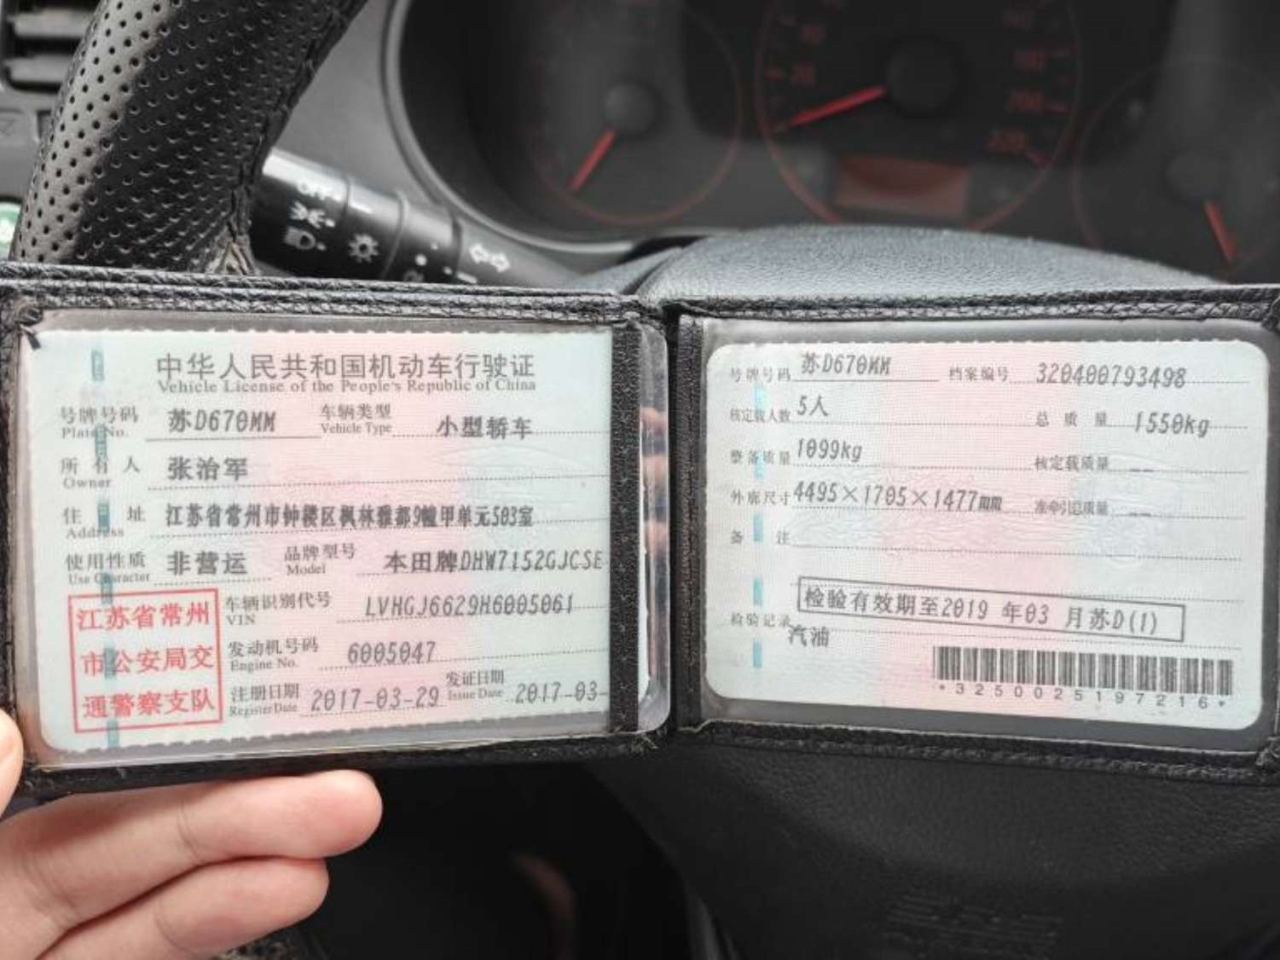 中华人民共和国机动车行驶证
Vehicle License of the People's Republic of China
号牌号码 苏D670MM 车辆类型 小型轿车
Plate No. Vehicle Type
所有人 张治军
Owner
住址 江苏省常州市钟楼区枫林雅都9幢甲单元503室
Address
使用性质 非营运 品牌型号 本田牌DHW7152GJCSE
Use Character Model
江苏省常州
市公安局交
通警察支队
车辆识别代号 LVHGJ6629H6005061
VIN
发动机号码 6005047
Engine No.
注册日期 2017-03-29 发证日期 2017-03-
Register Date Issue Date
号牌号码 苏D670MM 档案编号 320400793498
核定载人数 5人 总质量 1550kg
整备质量 1099kg 核定载质量 --
外廓尺寸 4495×1705×1477mm 准牵引总质量 --
备注
检验有效期至2019 年03 月苏D(1)
检验记录
汽油
*3250025197216*